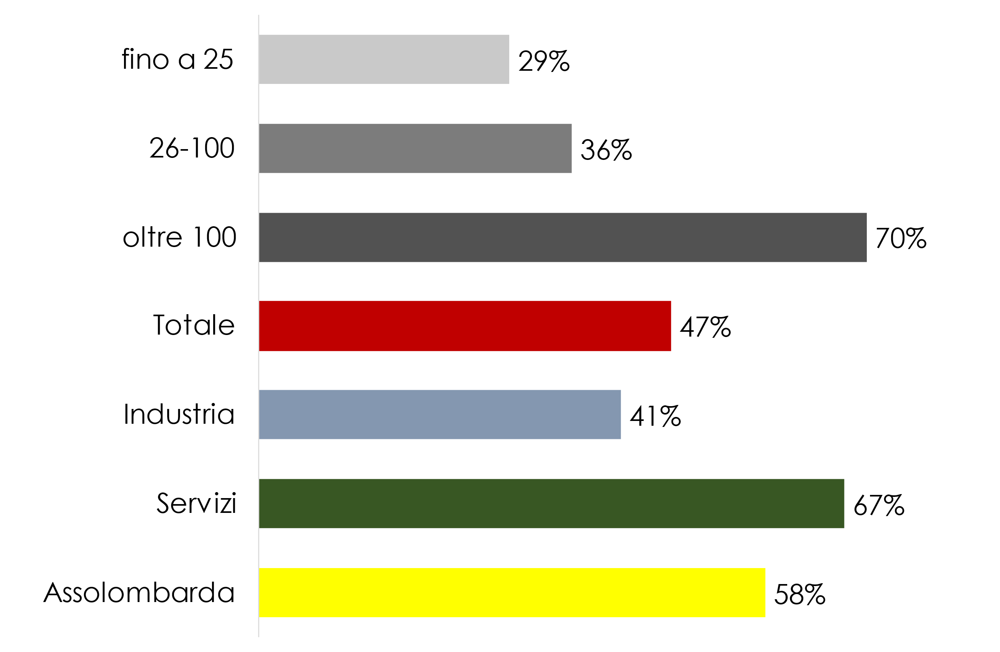 fino a 25 29%
26-100 36%
oltre 100 70%
Totale 47%
Industria 41%
Servizi 67%
Assolombarda 58%